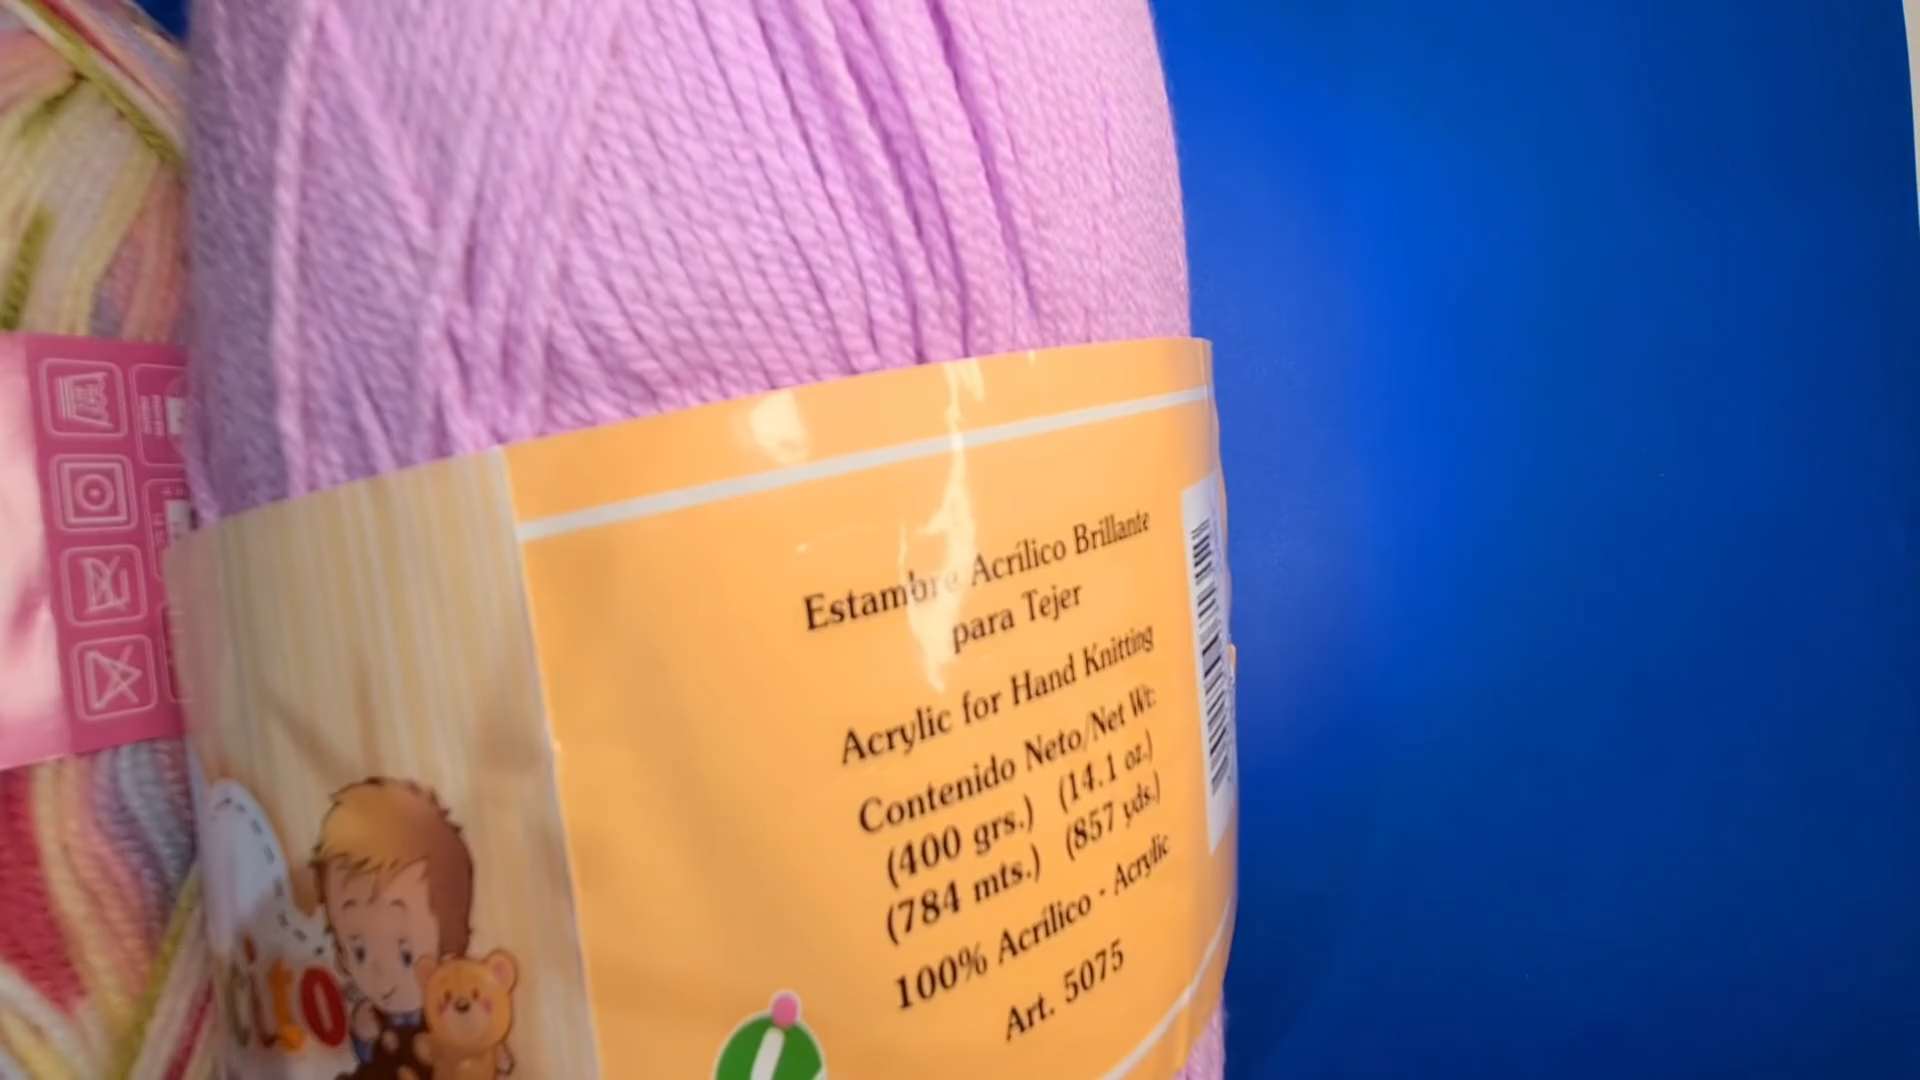 Estambre Acrílico Brillante
para Tejer
Acrylic for Hand Knitting
Contenido Neto/Net Wt:
(400 grs.) (14.1 oz.)
(784 mts.) (857 yds.)
100% Acrílico - Acrylic
Art. 5075
cito